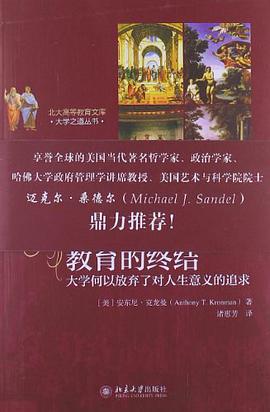 北大高等教育文库
·大学之道丛书·
享誉全球的美国当代著名哲学家、政治学家、
哈佛大学政府管理学讲席教授、美国艺术与科学院院士
迈克尔·桑德尔（Michael J. Sandel）
鼎力推荐！
教育的终结
大学何以放弃了对人生意义的追求
［美］安东尼·克龙曼（Anthony T. Kronman） 著
诸惠芳 译
北京大学出版社